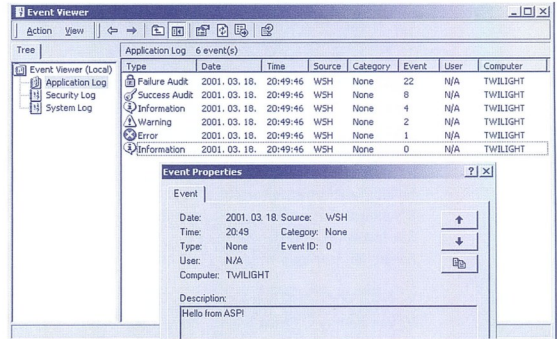 Event Viewer
Action View
Tree
Application Log 6 event(s)
Event Viewer (Local)
Application Log
Security Log
System Log
Type Date Time Source Category Event User Computer
Failure Audit 2001. 03. 18. 20:49:46 WSH None 22 N/A TWILIGHT
Success Audit 2001. 03. 18. 20:49:46 WSH None 8 N/A TWILIGHT
Information 2001. 03. 18. 20:49:46 WSH None 4 N/A TWILIGHT
Warning 2001. 03. 18. 20:49:46 WSH None 2 N/A TWILIGHT
Error 2001. 03. 18. 20:49:46 WSH None 1 N/A TWILIGHT
Information 2001. 03. 18. 20:49:46 WSH None 0 N/A TWILIGHT
Event Properties
Event
Date: 2001. 03. 18. Source: WSH
Time: 20:49 Category: None
Type: None Event ID: 0
User: N/A
Computer: TWILIGHT
Description:
Hello from ASP!